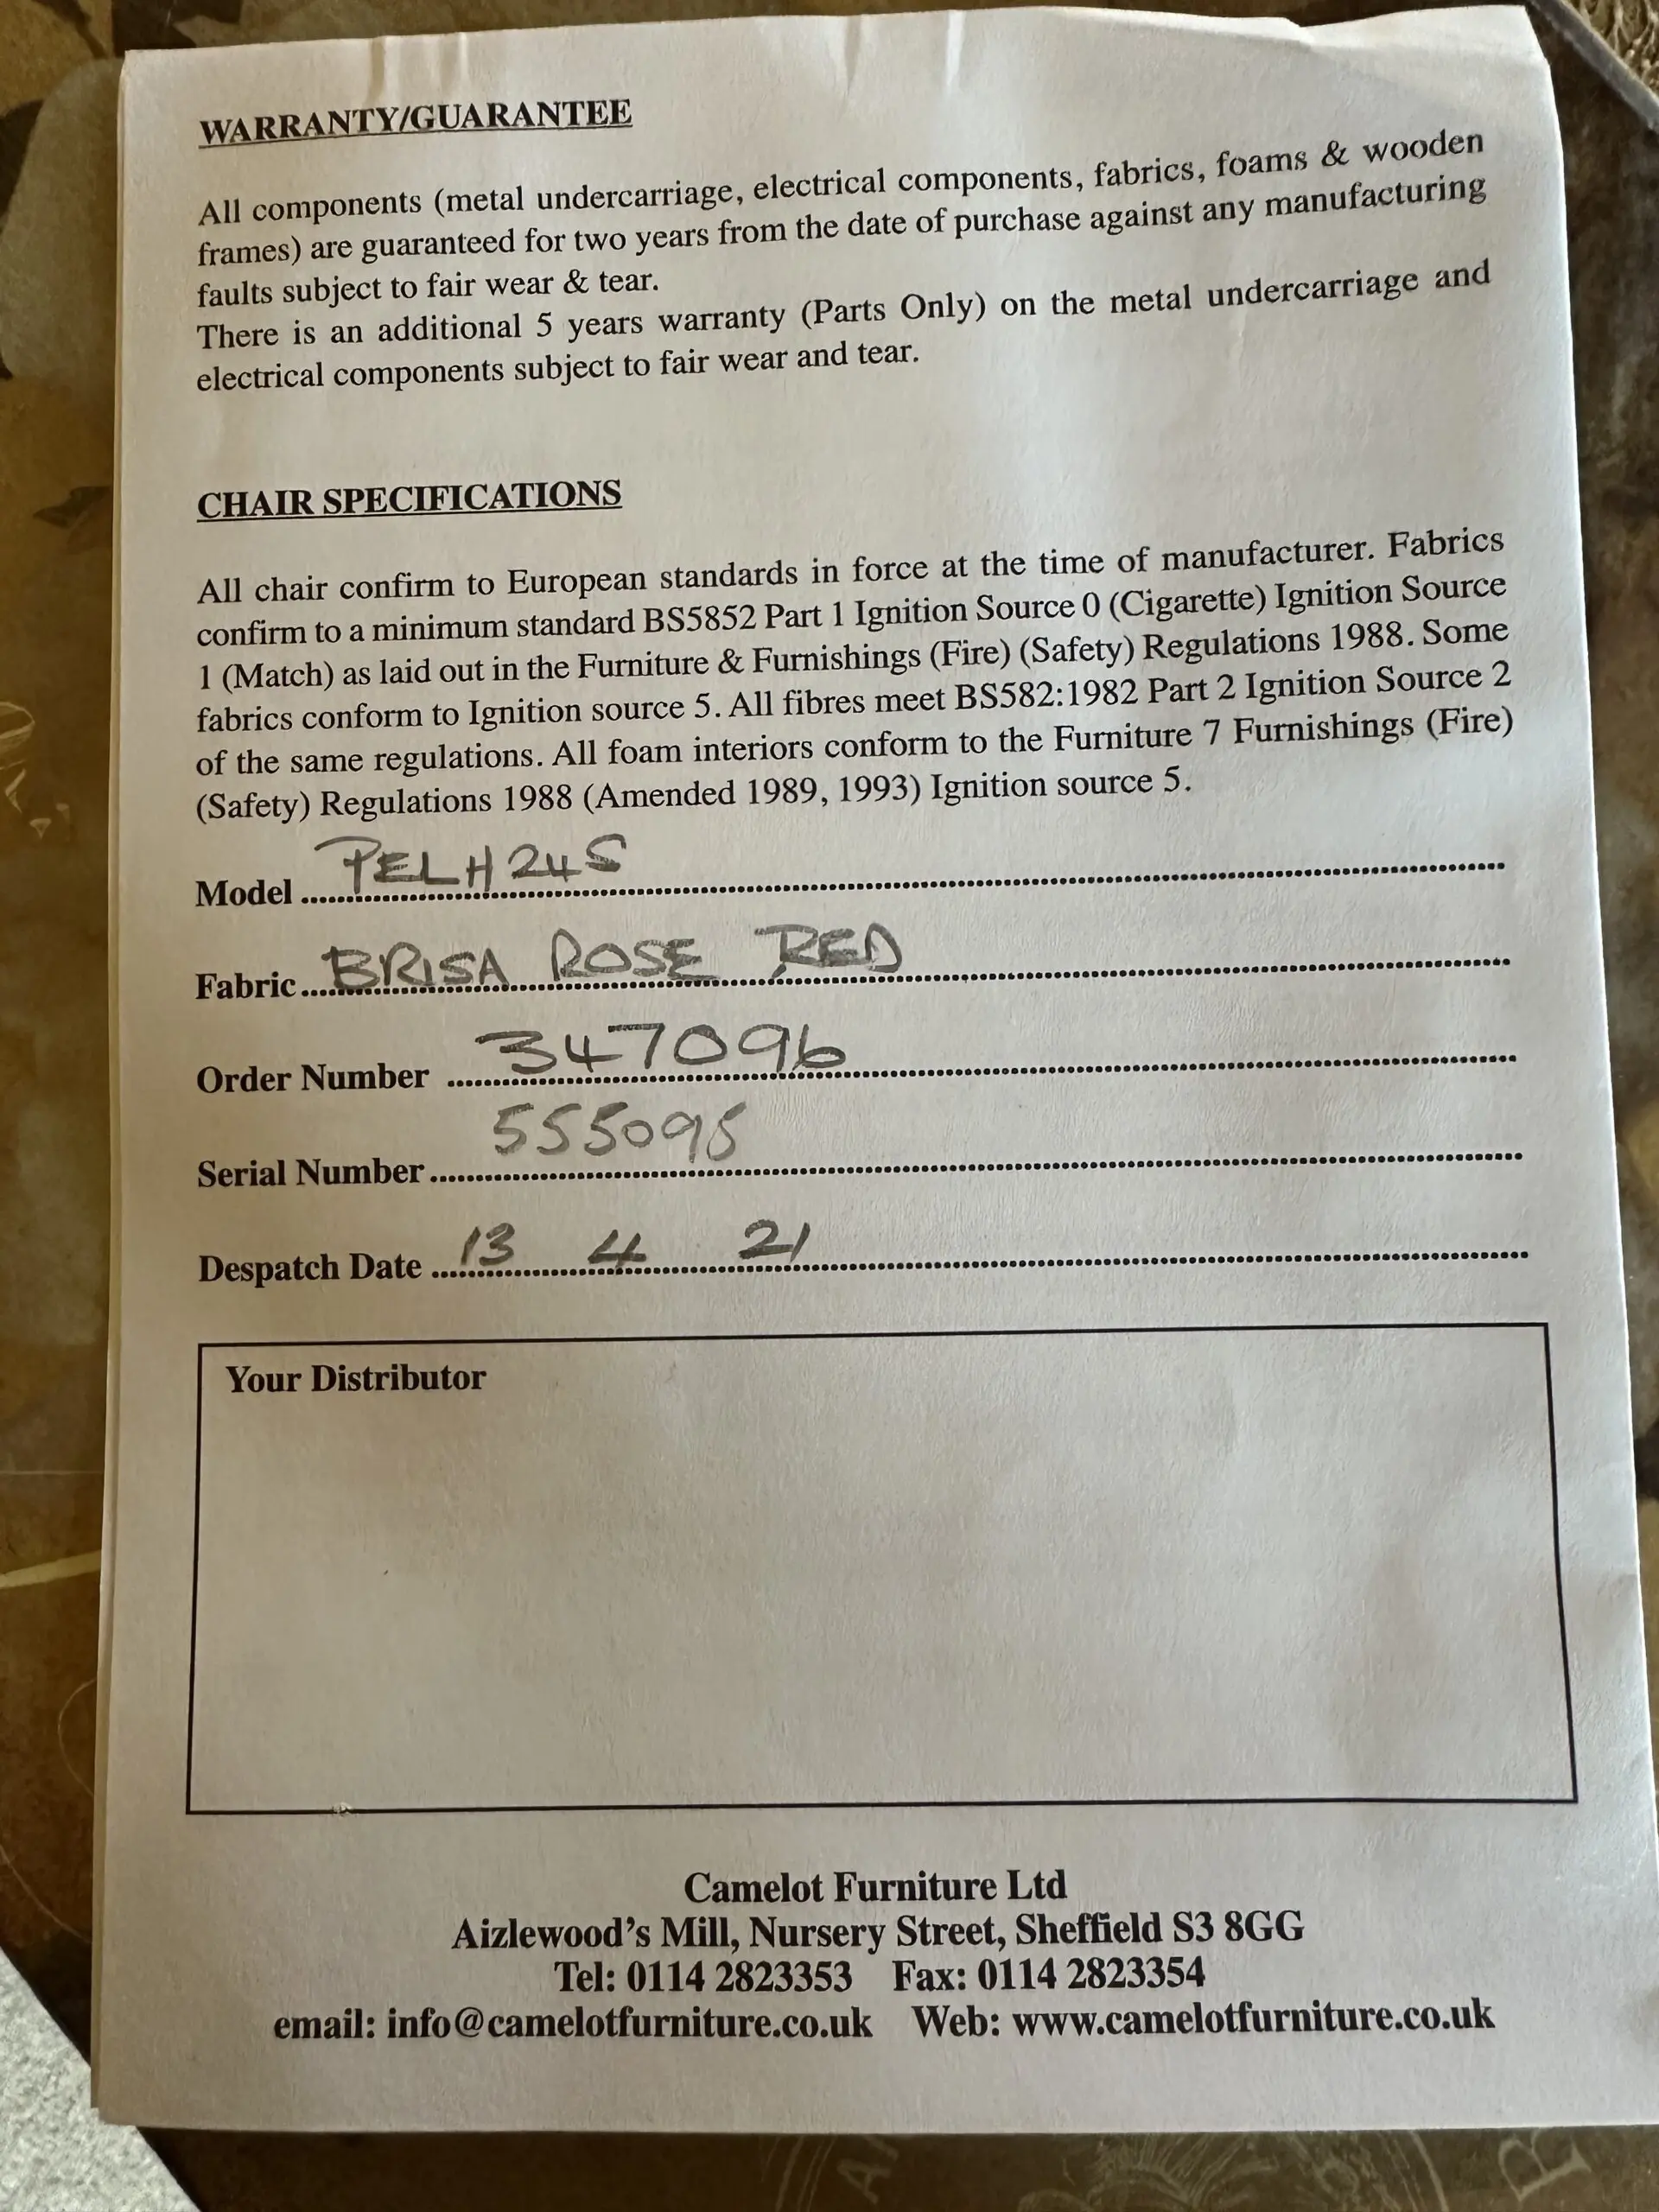 WARRANTY/GUARANTEE
All components (metal undercarriage, electrical components, fabrics, foams & wooden
frames) are guaranteed for two years from the date of purchase against any manufacturing
faults subject to fair wear & tear.
There is an additional 5 years warranty (Parts Only) on the metal undercarriage and
electrical components subject to fair wear and tear.
CHAIR SPECIFICATIONS
All chair confirm to European standards in force at the time of manufacturer. Fabrics
confirm to a minimum standard BS5852 Part 1 Ignition Source 0 (Cigarette) Ignition Source
1 (Match) as laid out in the Furniture & Furnishings (Fire) (Safety) Regulations 1988. Some
fabrics conform to Ignition source 5. All fibres meet BS582:1982 Part 2 Ignition Source 2
of the same regulations. All foam interiors conform to the Furniture 7 Furnishings (Fire)
(Safety) Regulations 1988 (Amended 1989, 1993) Ignition source 5.
Model PELH24S
Fabric BRISA ROSE RED
Order Number 347096
Serial Number 555095
Despatch Date 13 4 21
Your Distributor
Camelot Furniture Ltd
Aizlewood's Mill, Nursery Street, Sheffield S3 8GG
Tel: 0114 2823353 Fax: 0114 2823354
email: info@camelotfurniture.co.uk Web: www.camelotfurniture.co.uk